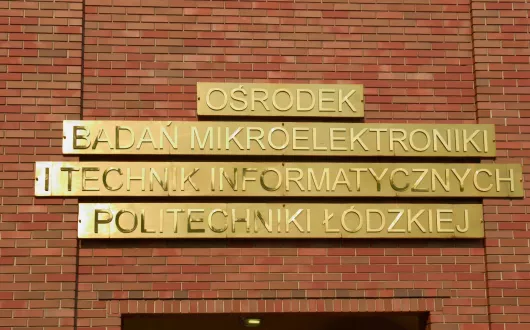 OŚRODEK
BADAŃ MIKROELEKTRONIKI
I TECHNIK INFORMATYCZNYCH
POLITECHNIKI ŁÓDZKIEJ